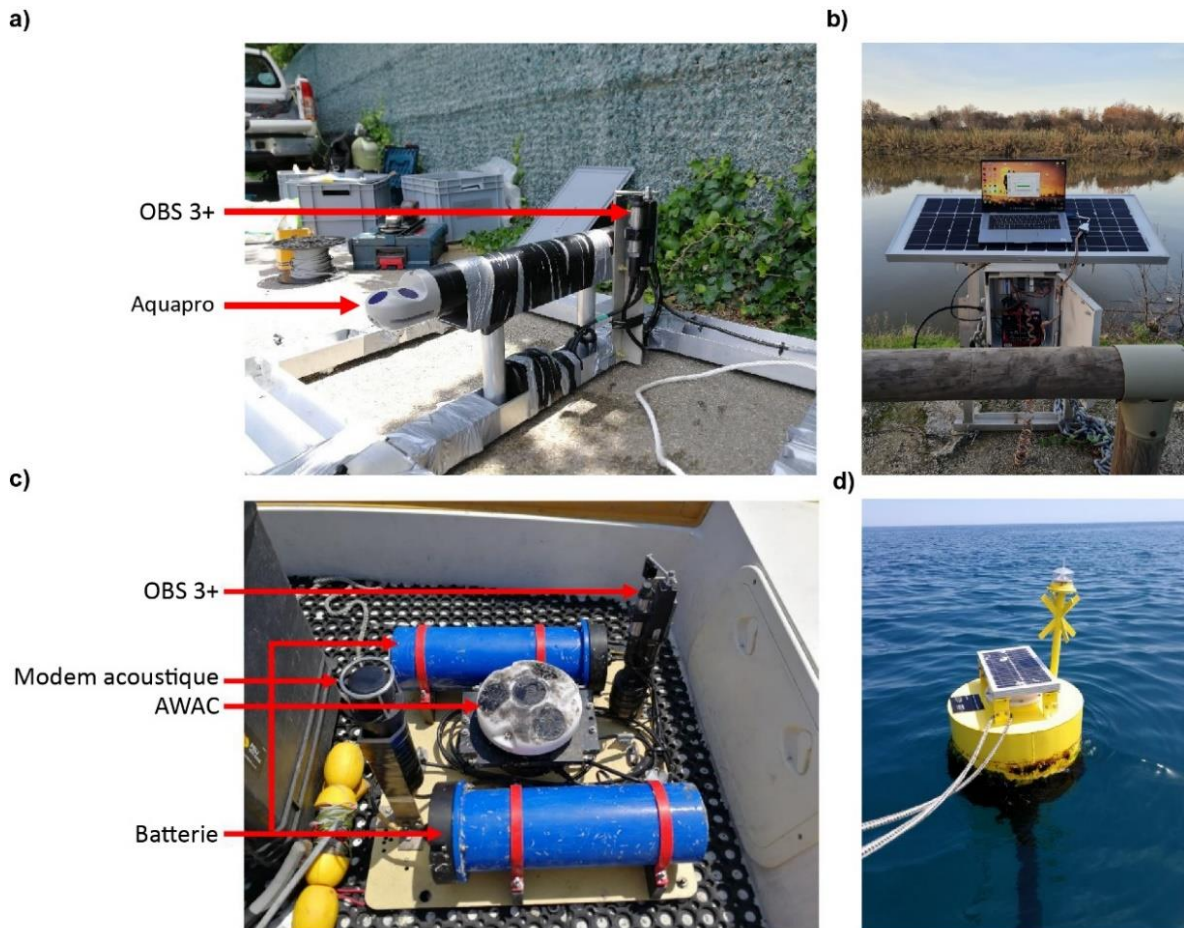 a)
b)
OBS 3+
Aquapro
c)
d)
OBS 3+
Modem acoustique
AWAC
Batterie